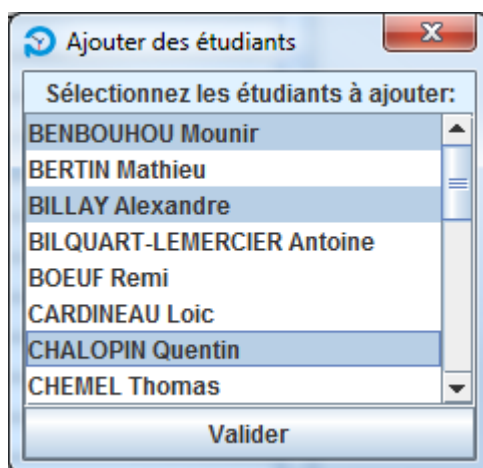 Ajouter des étudiants
Sélectionnez les étudiants à ajouter:
BENBOUHOU Mounir
BERTIN Mathieu
BILLAY Alexandre
BILQUART-LEMERCIER Antoine
BOEUF Remi
CARDINEAU Loic
CHALOPIN Quentin
CHEMEL Thomas
Valider